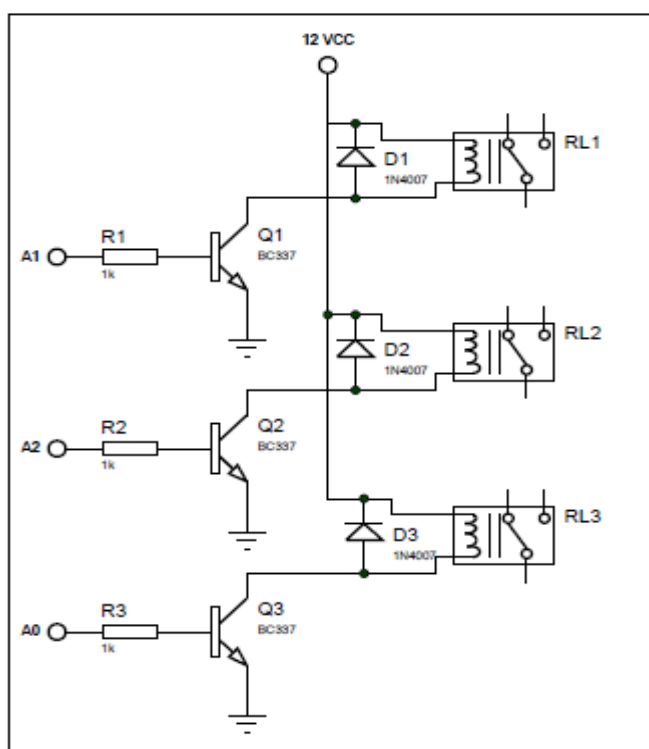 12 VCC
D1
1N4007
RL1
A1
R1
1k
Q1
BC337
D2
1N4007
RL2
A2
R2
1k
Q2
BC337
D3
1N4007
RL3
A0
R3
1k
Q3
BC337